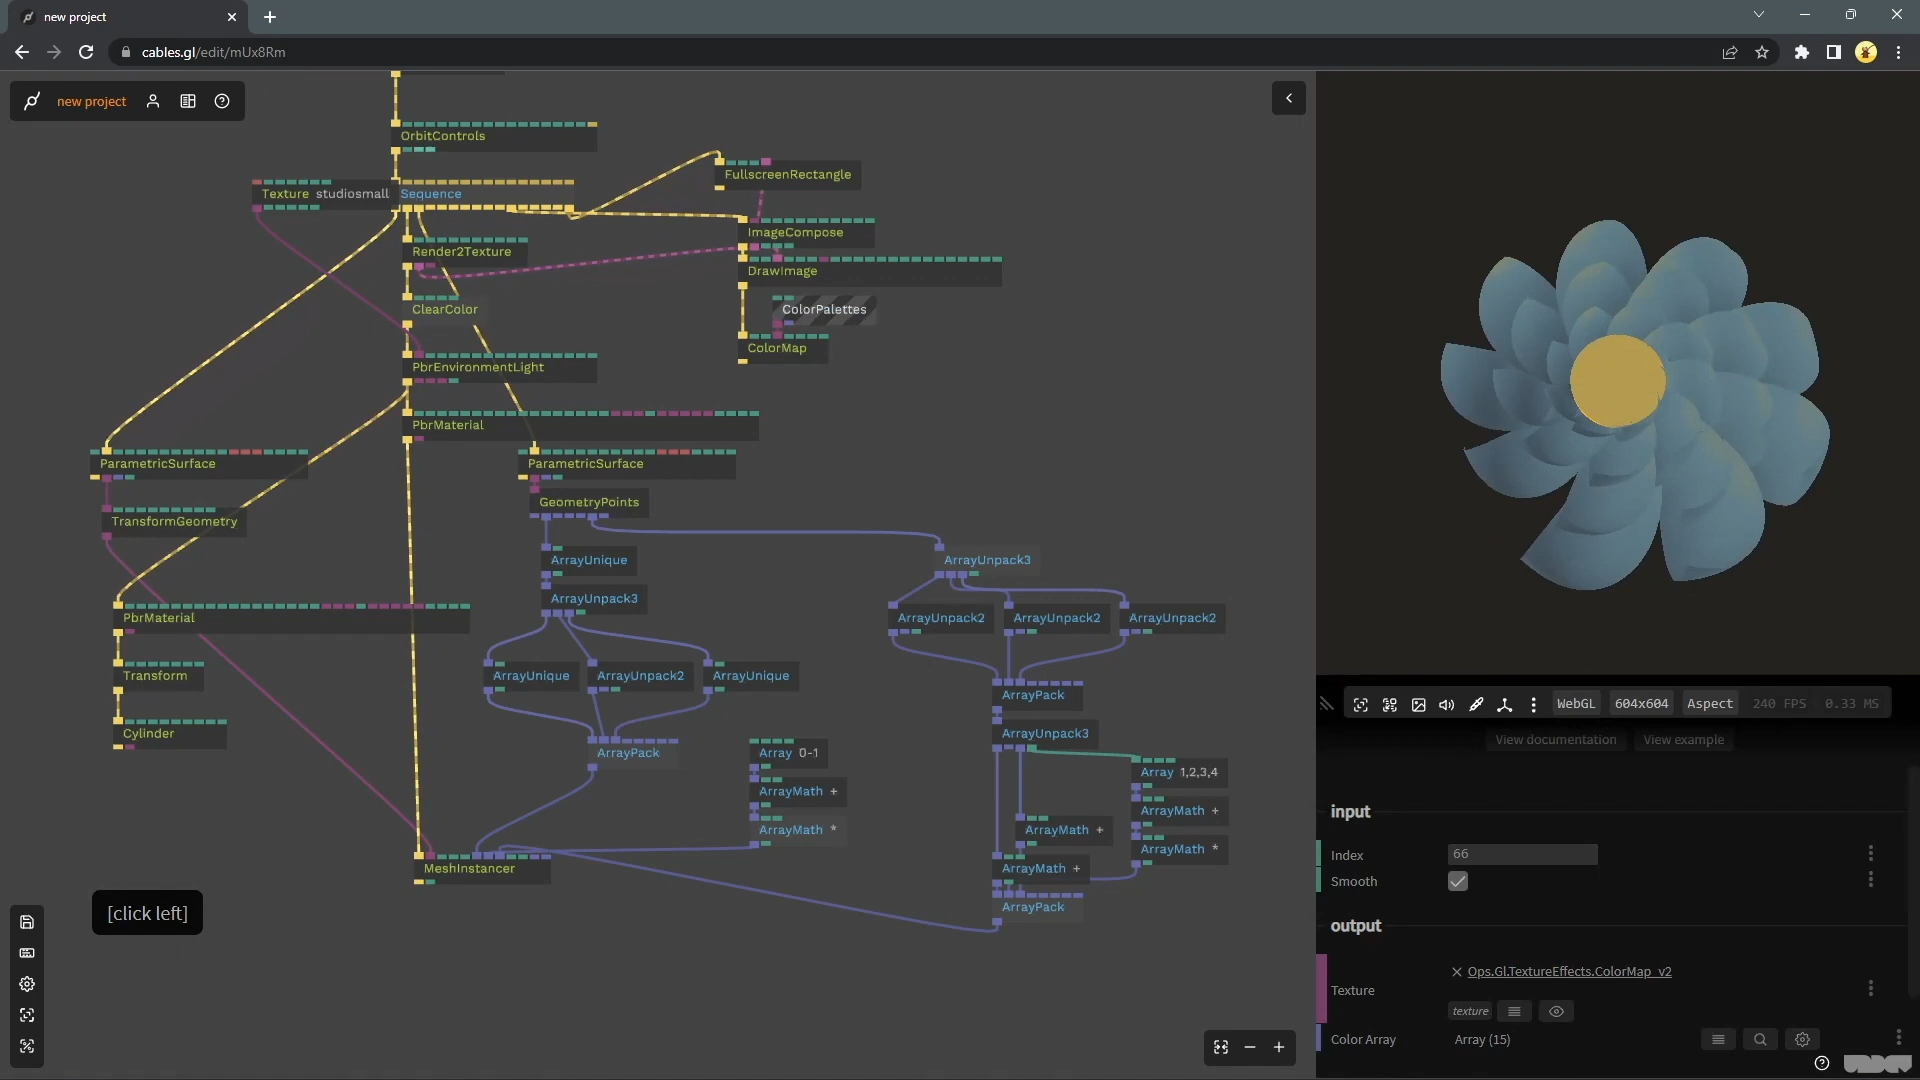 new project
cables.gl/edit/mUx8Rm
new project
OrbitControls
FullscreenRectangle
Texture studiosmall
Sequence
ImageCompose
Render2Texture
DrawImage
ClearColor
ColorPalettes
ColorMap
PbrEnvironmentLight
PbrMaterial
ParametricSurface
ParametricSurface
GeometryPoints
TransformGeometry
ArrayUnique
ArrayUnpack3
ArrayUnpack3
PbrMaterial
ArrayUnpack2
ArrayUnpack2
ArrayUnpack2
Transform
ArrayUnique
ArrayUnpack2
ArrayUnique
ArrayPack
Cylinder
ArrayPack
Array 0-1
ArrayUnpack3
ArrayMath +
Array 1,2,3,4
ArrayMath *
ArrayMath +
ArrayMath +
ArrayMath *
MeshInstancer
ArrayMath +
ArrayPack
[click left]
WebGL
604x604
Aspect
240 FPS
0.33 MS
View documentation
View example
input
Index
66
Smooth
output
Texture
Ops.Gl.TextureEffects.ColorMap_v2
texture
Color Array
Array (15)